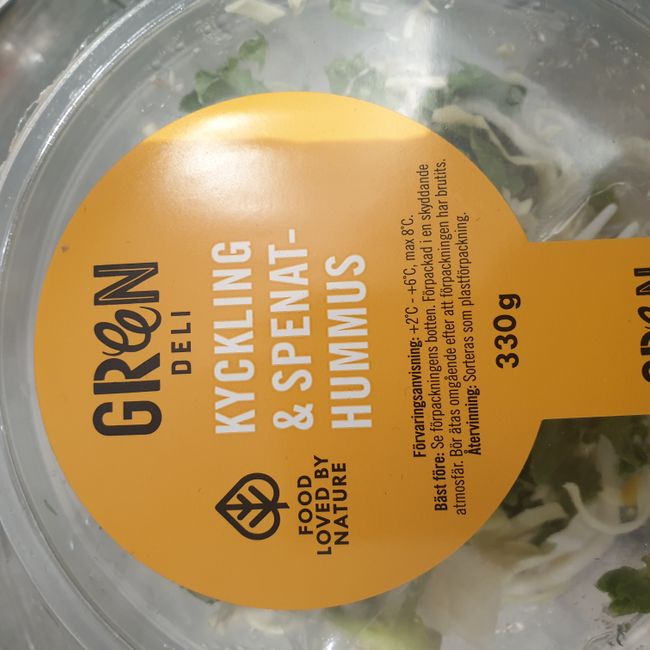 GREEN
DELI
KYCKLING
& SPENAT-
HUMMUS
FOOD
LOVED BY
NATURE
Förvaringsanvisning: +2°C - +6°C, max 8°C.
Bäst före: Se förpackningens botten. Förpackad i en skyddande
atmosfär. Bör ätas omgående efter att förpackningen har brutits.
Återvinning: Sorteras som plastförpackning.
330g